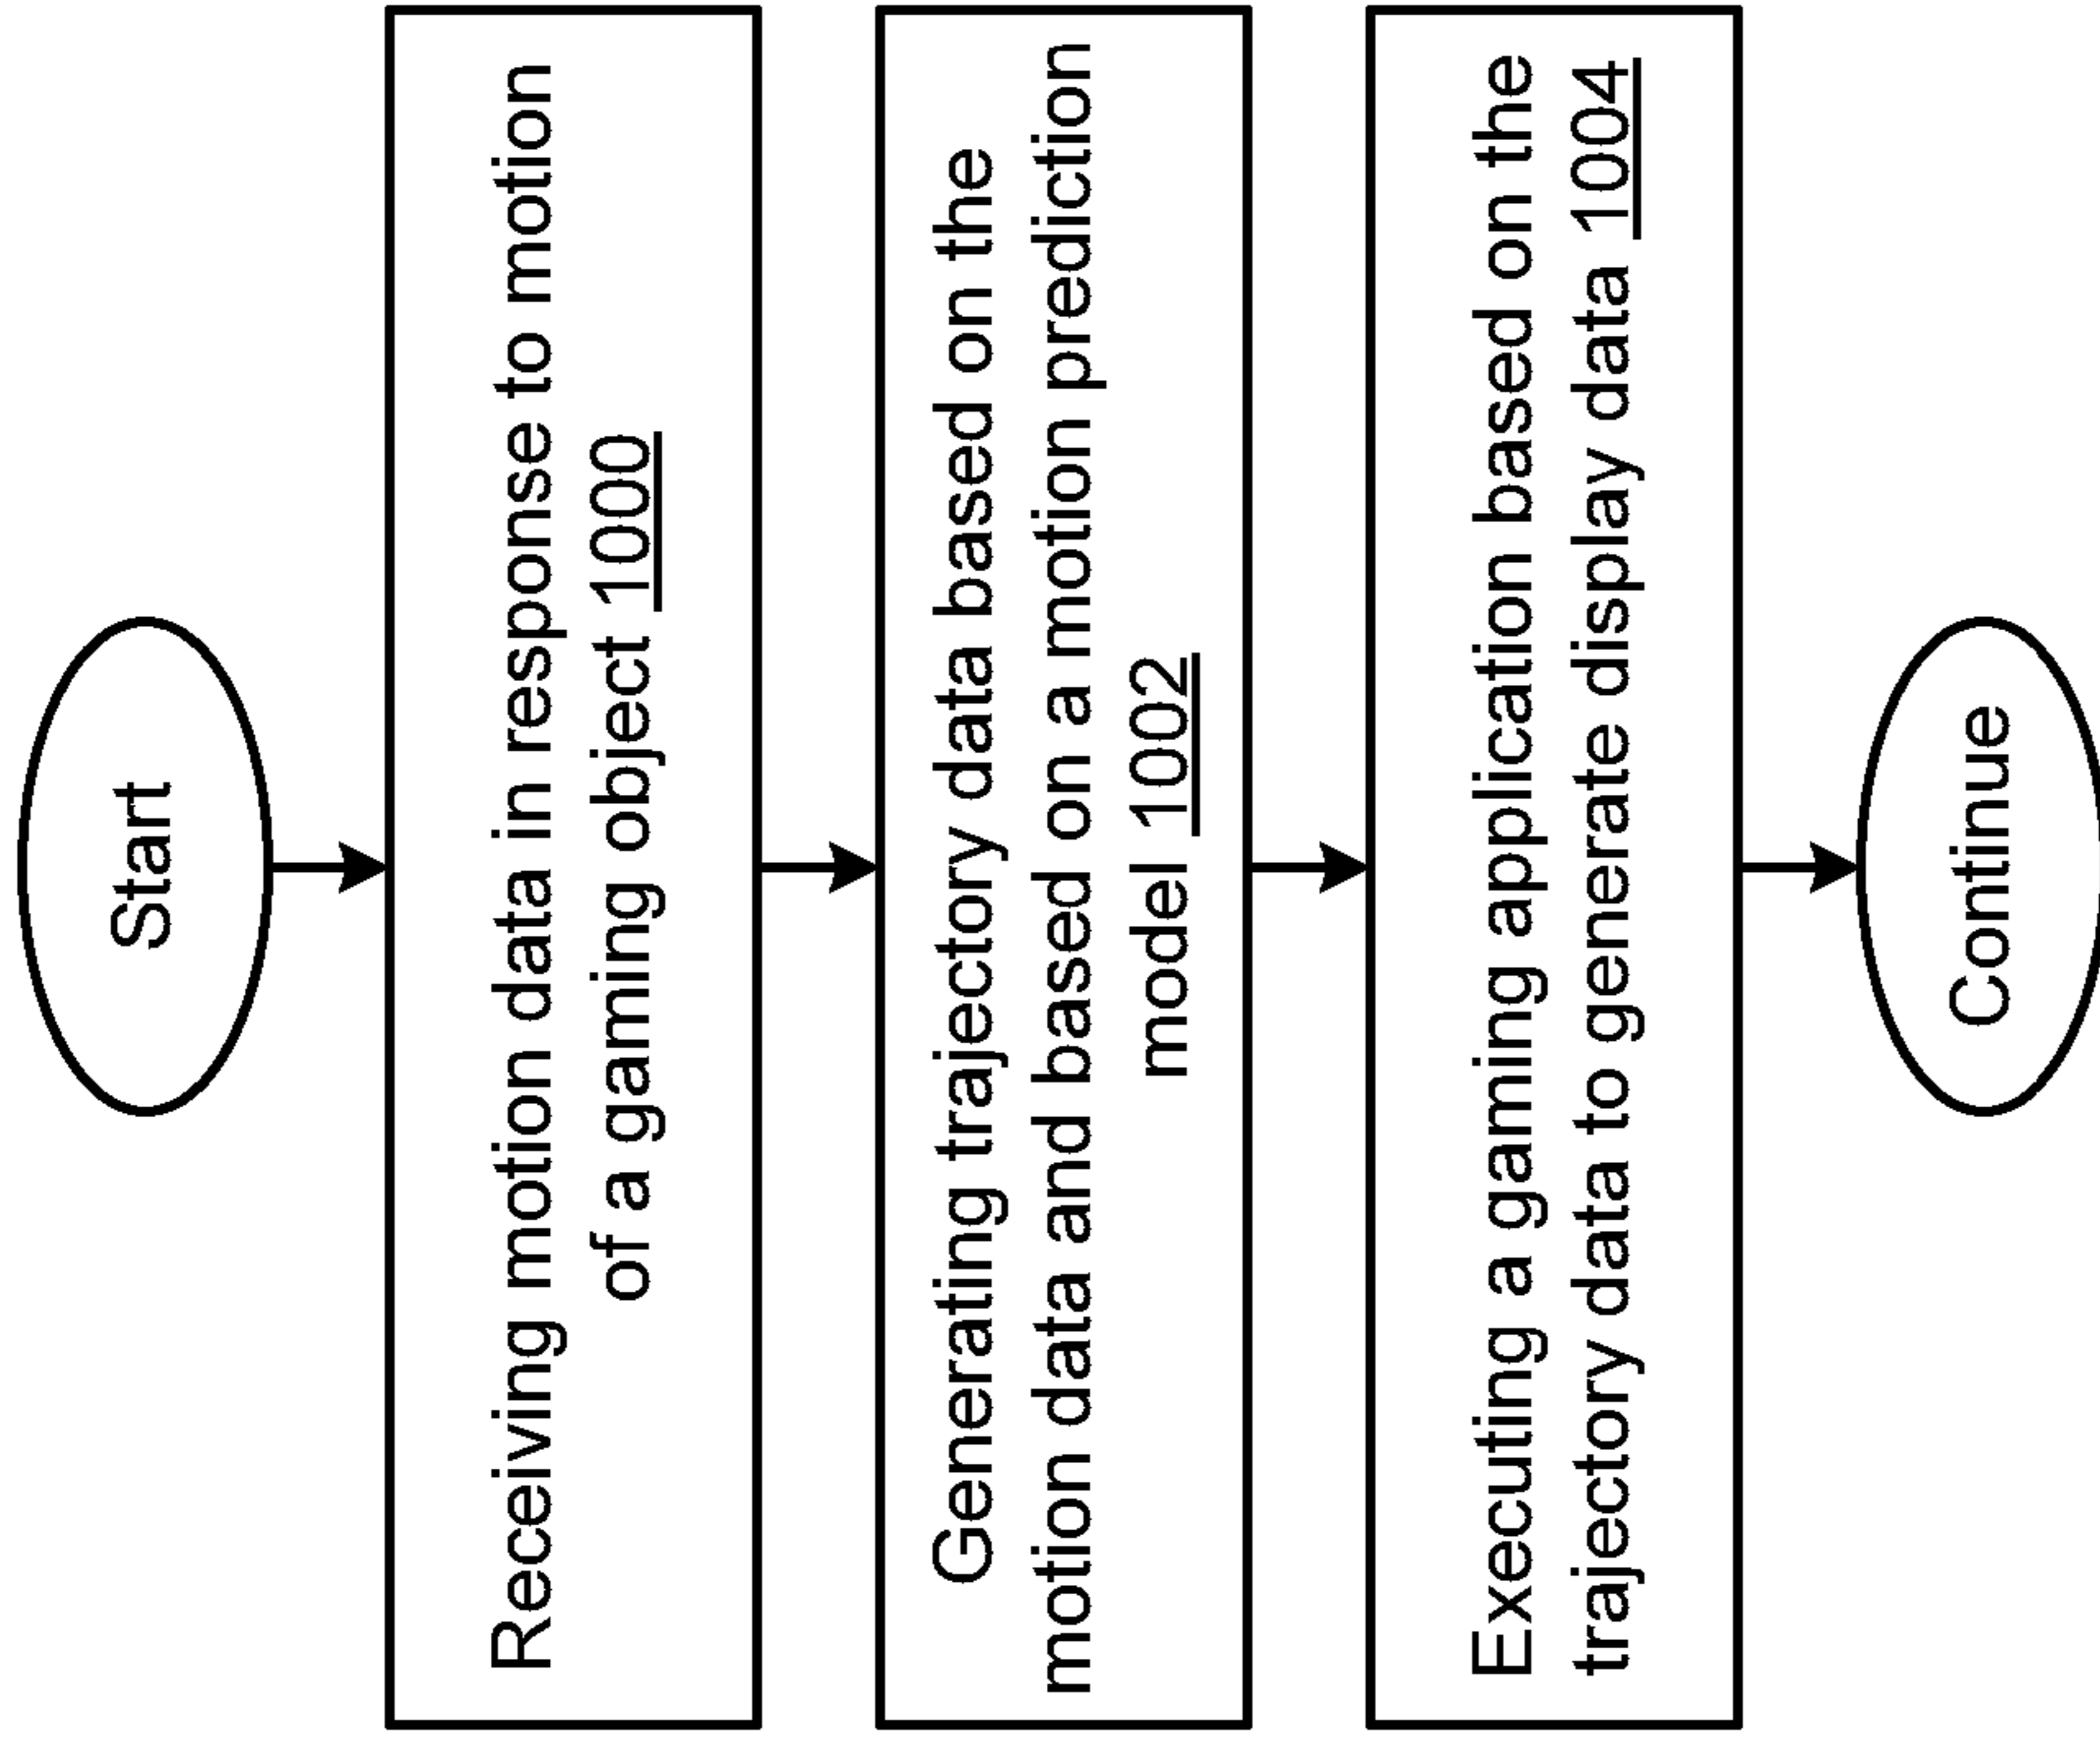 Start
Receiving motion data in response to motion
of a gaming object 1000
Generating trajectory data based on the
motion data and based on a motion prediction
model 1002
Executing a gaming application based on the
trajectory data to generate display data 1004
Continue